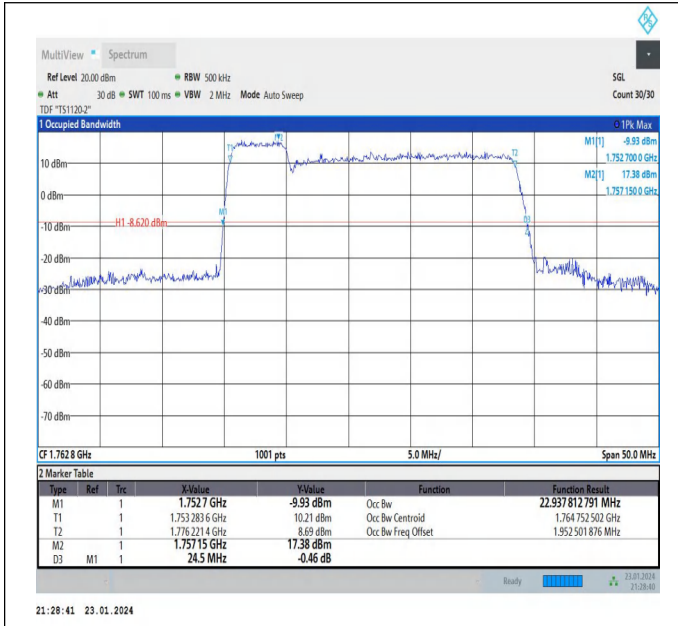 MultiView Spectrum
Ref Level 20.00 dBm RBW 500 kHz SGL
Att 30 dB SWT 100 ms VBW 2 MHz Mode Auto Sweep Count 30/30
TDF "TS1120-2"
1 Occupied Bandwidth 1Pk Max
M1[1] -9.93 dBm
1.752 700 0 GHz
M2[1] 17.38 dBm
1.757 150 0 GHz
T1
T2
10 dBm
0 dBm
M1
H1 -8.620 dBm
D3
-10 dBm
-20 dBm
-30 dBm
-40 dBm
-50 dBm
-60 dBm
-70 dBm
CF 1.762 8 GHz 1001 pts 5.0 MHz/ Span 50.0 MHz
2 Marker Table
Type Ref Trc X-Value Y-Value Function Function Result
M1 1 1.7527 GHz -9.93 dBm Occ Bw 22.937 812 791 MHz
T1 1 1.753 283 6 GHz 10.21 dBm Occ Bw Centroid 1.764 752 502 GHz
T2 1 1.776 221 4 GHz 8.69 dBm Occ Bw Freq Offset 1.952 501 876 MHz
M2 1 1.75715 GHz 17.38 dBm
D3 M1 1 24.5 MHz -0.46 dB
Ready 23.01.2024
21:28:40
21:28:41 23.01.2024